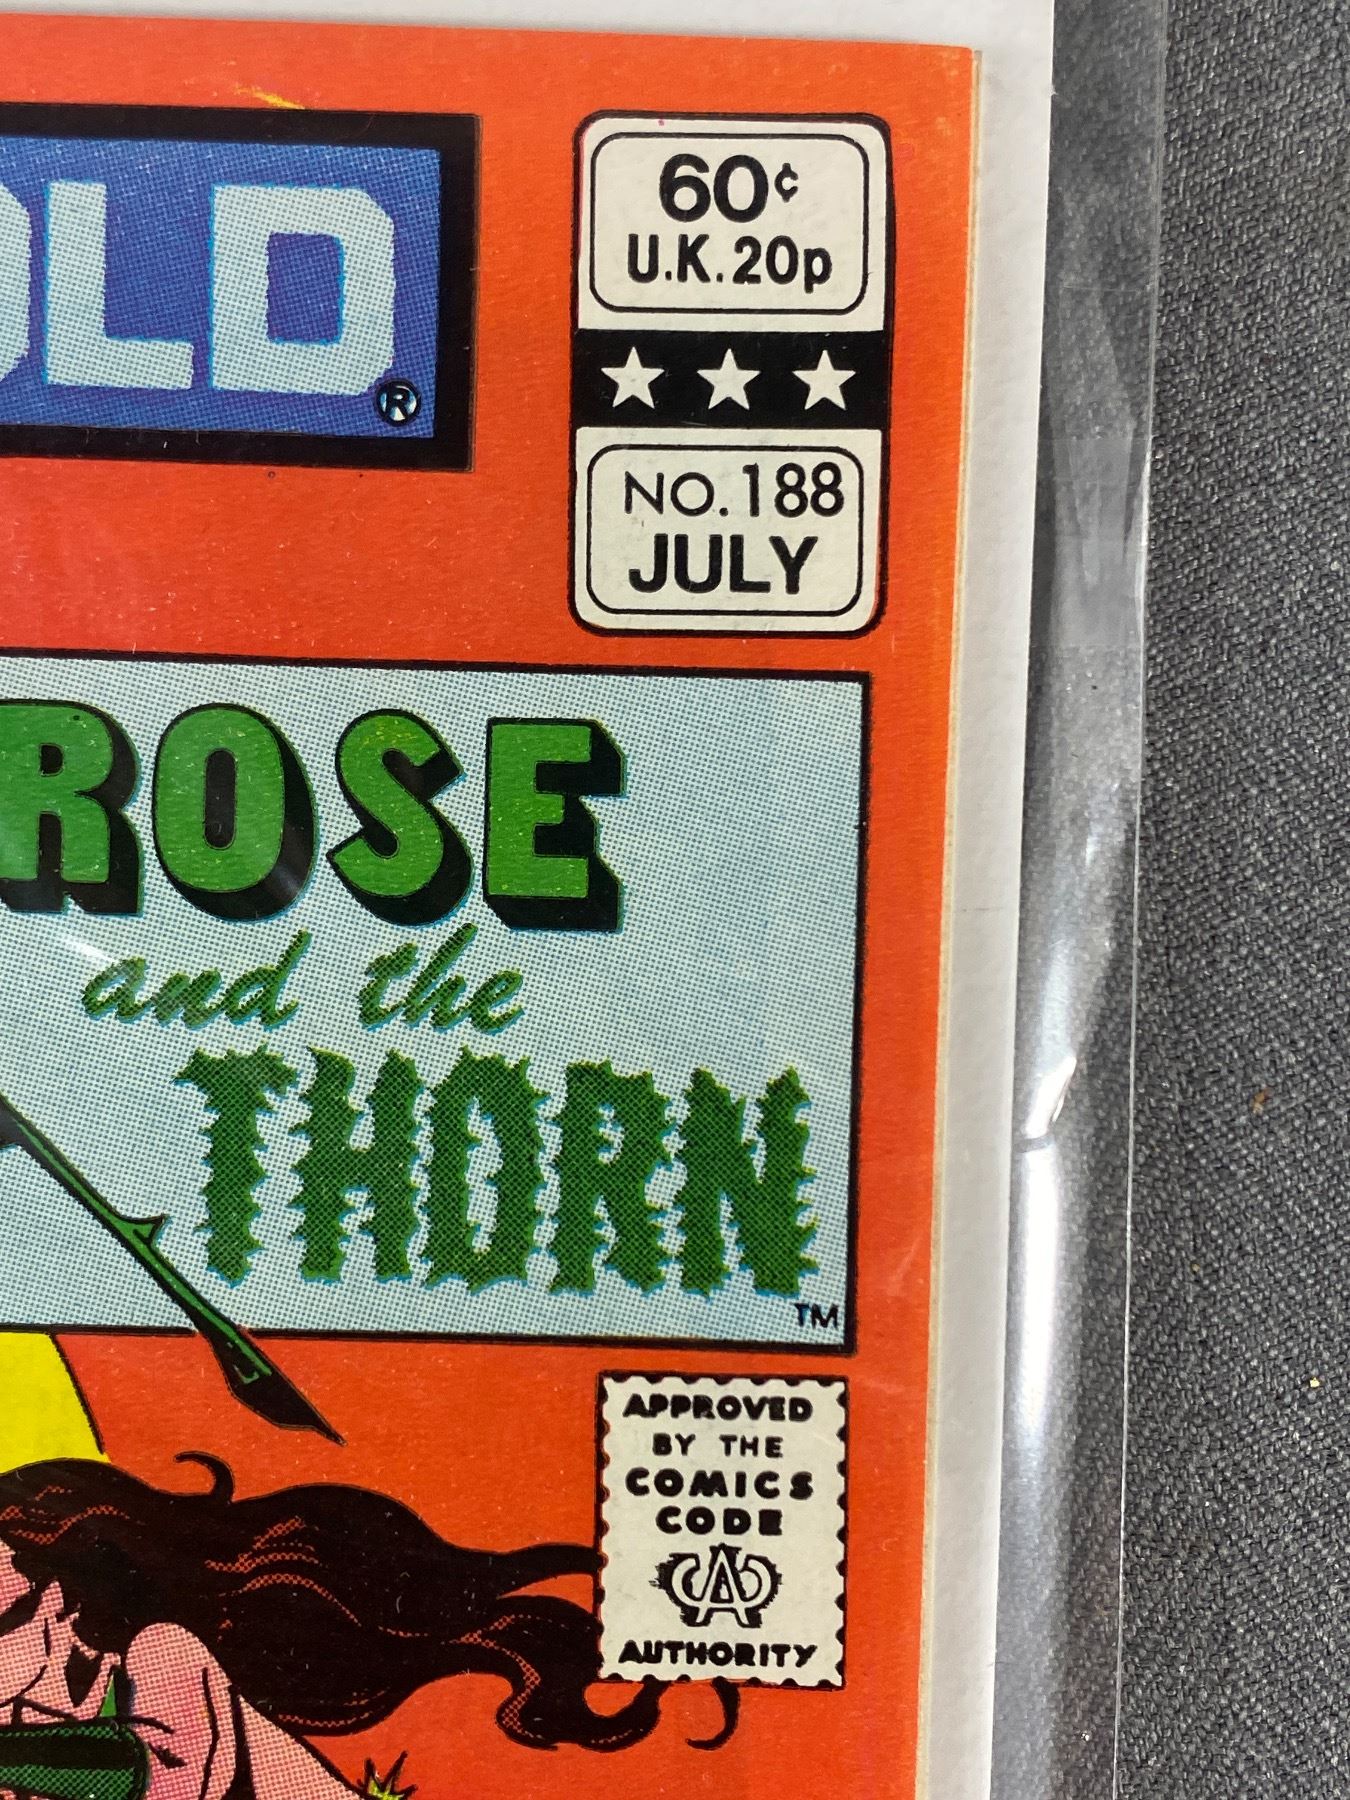 OLD ®
60¢
U.K. 20p
NO. 188
JULY
ROSE
and the
THORN
TM
APPROVED
BY THE
COMICS
CODE
CA
AUTHORITY